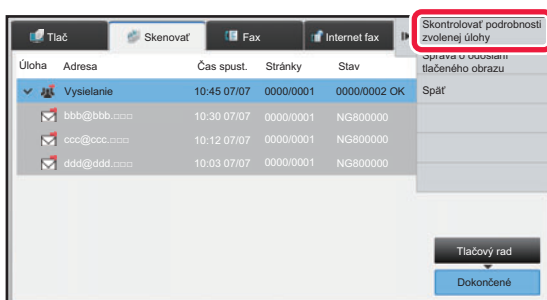 Tlač Skenovať Fax Internet fax
Skontrolovať podrobnosti
zvolenej úlohy
Úloha Adresa Čas spust. Stránky Stav
Správa o odoslaní
tlačeného obrazu
Vysielanie 10:45 07/07 0000/0001 0000/0002 OK
Späť
bbb@bbb.□□□ 10:30 07/07 0000/0001 NG800000
ccc@ccc.□□□ 10:12 07/07 0000/0001 NG800000
ddd@ddd.□□□ 10:03 07/07 0000/0001 NG800000
Tlačový rad
Dokončené